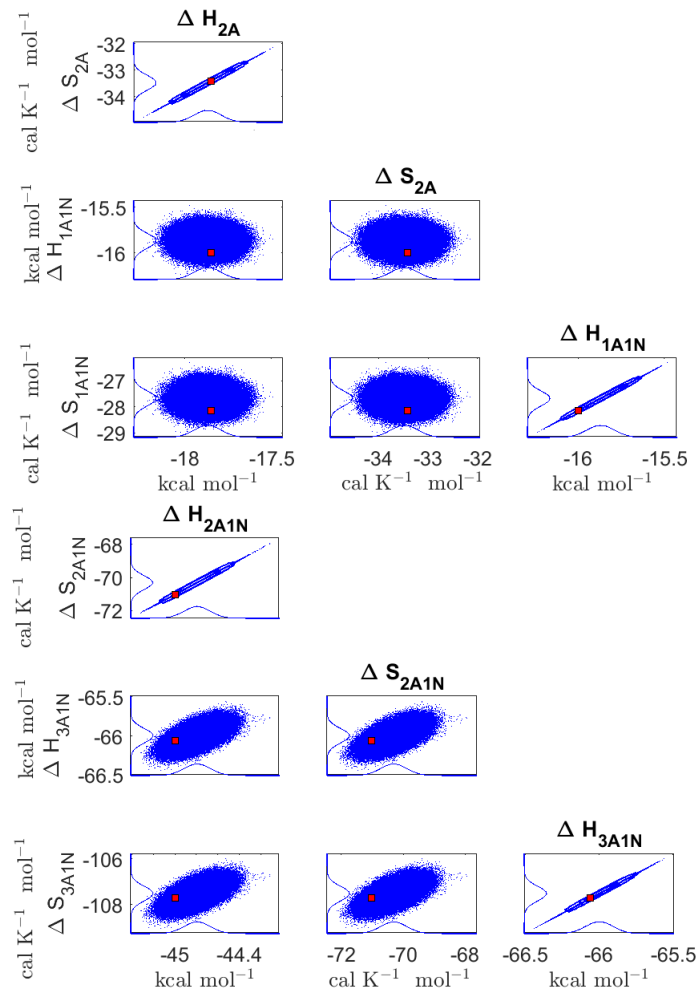 Δ H2A
cal K−1 mol−1
Δ S2A
-32
-33
-34
Δ S2A
kcal mol−1
Δ H1A1N
-15.5
-16
Δ H1A1N
cal K−1 mol−1
Δ S1A1N
-27
-28
-29
-18 -17.5
-34 -33 -32
-16 -15.5
kcal mol−1
cal K−1 mol−1
kcal mol−1
Δ H2A1N
cal K−1 mol−1
Δ S2A1N
-68
-70
-72
Δ S2A1N
kcal mol−1
Δ H3A1N
-65.5
-66
-66.5
Δ H3A1N
cal K−1 mol−1
Δ S3A1N
-106
-108
-45 -44.4
-72 -70 -68
-66.5 -66 -65.5
kcal mol−1
cal K−1 mol−1
kcal mol−1